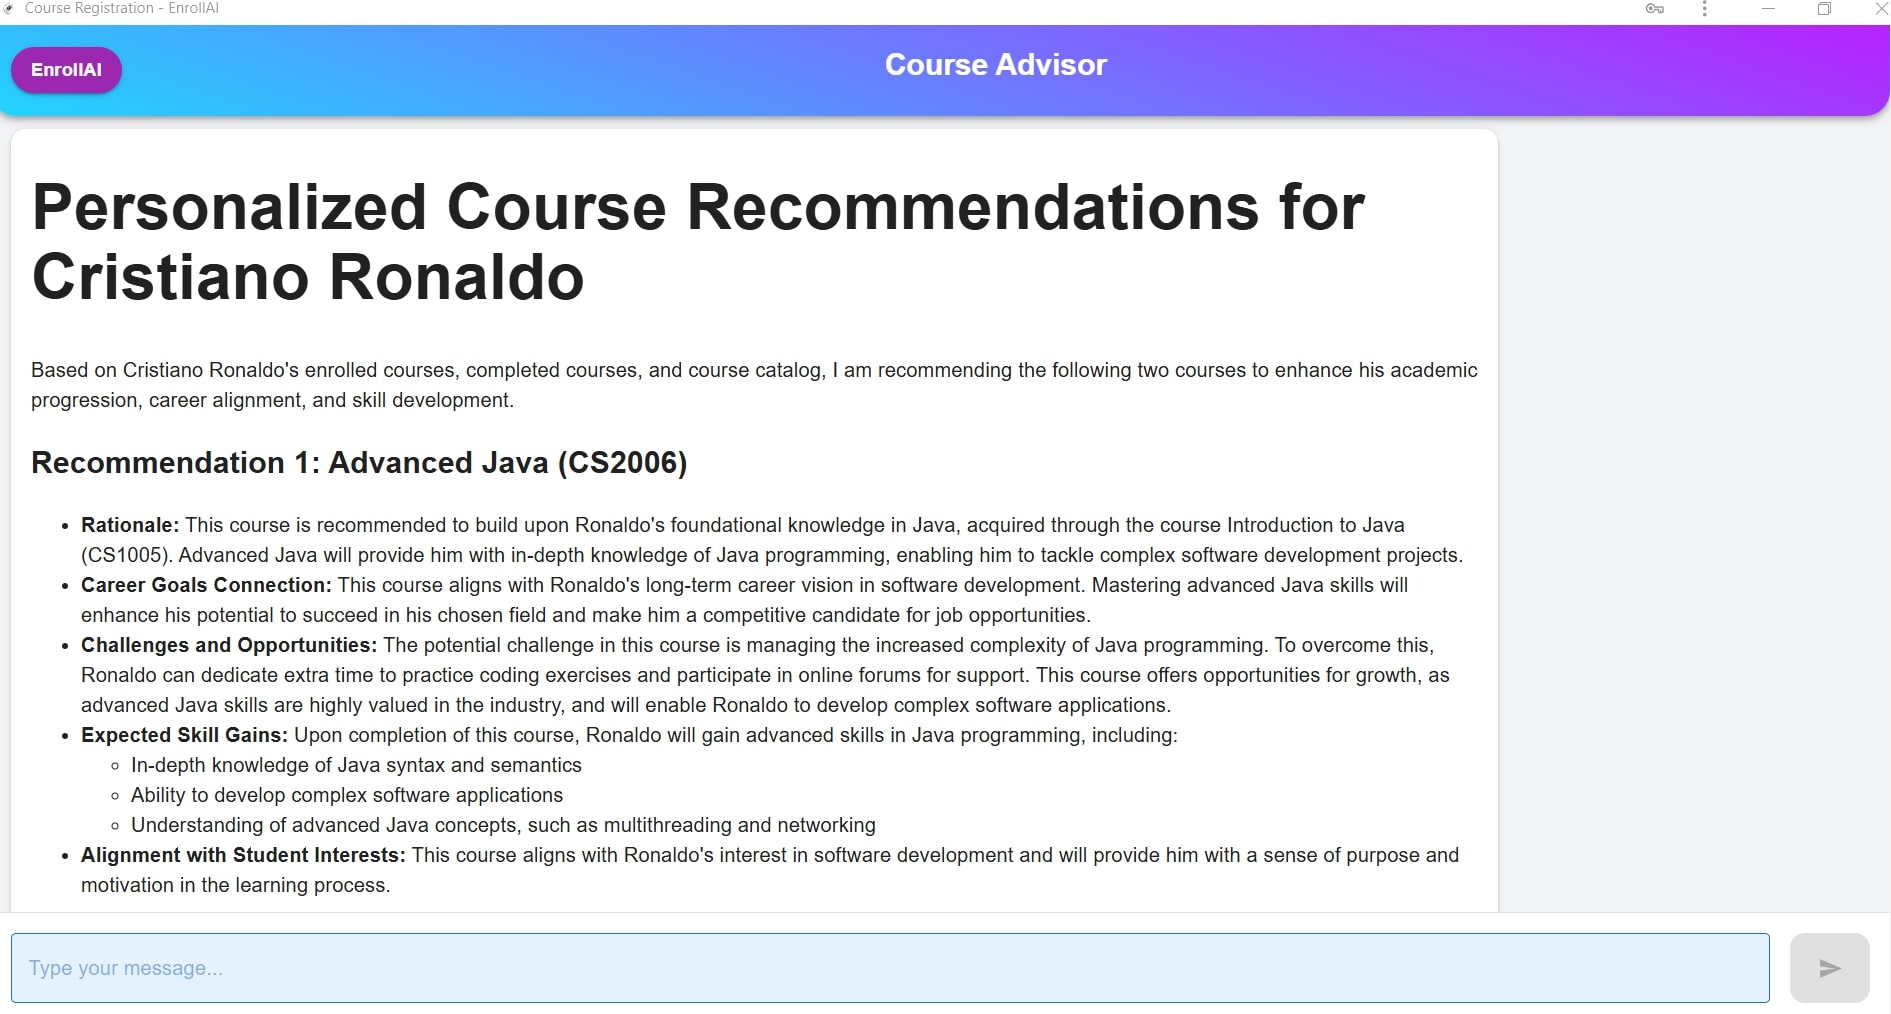 Course Registration - EnrollAI
EnrollAI
Course Advisor
Personalized Course Recommendations for
Cristiano Ronaldo
Based on Cristiano Ronaldo's enrolled courses, completed courses, and course catalog, I am recommending the following two courses to enhance his academic
progression, career alignment, and skill development.
Recommendation 1: Advanced Java (CS2006)
• Rationale: This course is recommended to build upon Ronaldo's foundational knowledge in Java, acquired through the course Introduction to Java
(CS1005). Advanced Java will provide him with in-depth knowledge of Java programming, enabling him to tackle complex software development projects.
• Career Goals Connection: This course aligns with Ronaldo's long-term career vision in software development. Mastering advanced Java skills will
enhance his potential to succeed in his chosen field and make him a competitive candidate for job opportunities.
• Challenges and Opportunities: The potential challenge in this course is managing the increased complexity of Java programming. To overcome this,
Ronaldo can dedicate extra time to practice coding exercises and participate in online forums for support. This course offers opportunities for growth, as
advanced Java skills are highly valued in the industry, and will enable Ronaldo to develop complex software applications.
• Expected Skill Gains: Upon completion of this course, Ronaldo will gain advanced skills in Java programming, including:
◦ In-depth knowledge of Java syntax and semantics
◦ Ability to develop complex software applications
◦ Understanding of advanced Java concepts, such as multithreading and networking
• Alignment with Student Interests: This course aligns with Ronaldo's interest in software development and will provide him with a sense of purpose and
motivation in the learning process.
Type your message...